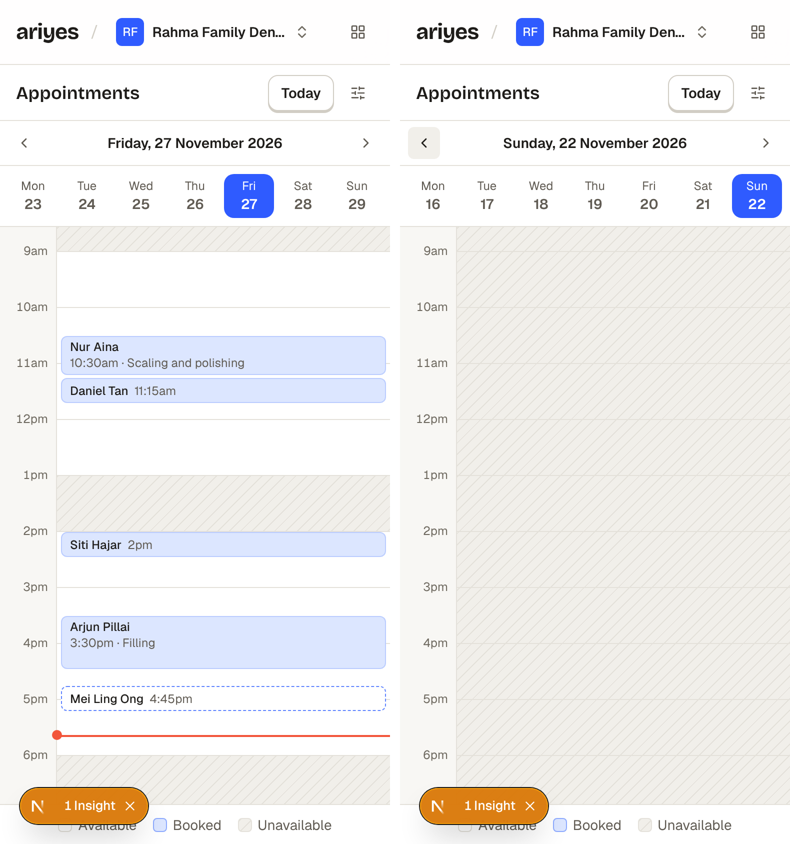 ariyes / RF Rahma Family Den...
Appointments Today
Friday, 27 November 2026
Mon Tue Wed Thu Fri Sat Sun
23 24 25 26 27 28 29
9am
10am
Nur Aina
11am 10:30am · Scaling and polishing
Daniel Tan 11:15am
12pm
1pm
2pm
Siti Hajar 2pm
3pm
Arjun Pillai
4pm 3:30pm · Filling
5pm Mei Ling Ong 4:45pm
6pm
N 1 Insight
Available Booked Unavailable
ariyes / RF Rahma Family Den...
Appointments Today
Sunday, 22 November 2026
Mon Tue Wed Thu Fri Sat Sun
16 17 18 19 20 21 22
9am
10am
11am
12pm
1pm
2pm
3pm
4pm
5pm
6pm
N 1 Insight
Available Booked Unavailable